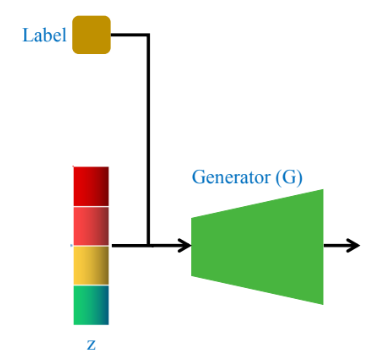 Label
Generator (G)
z